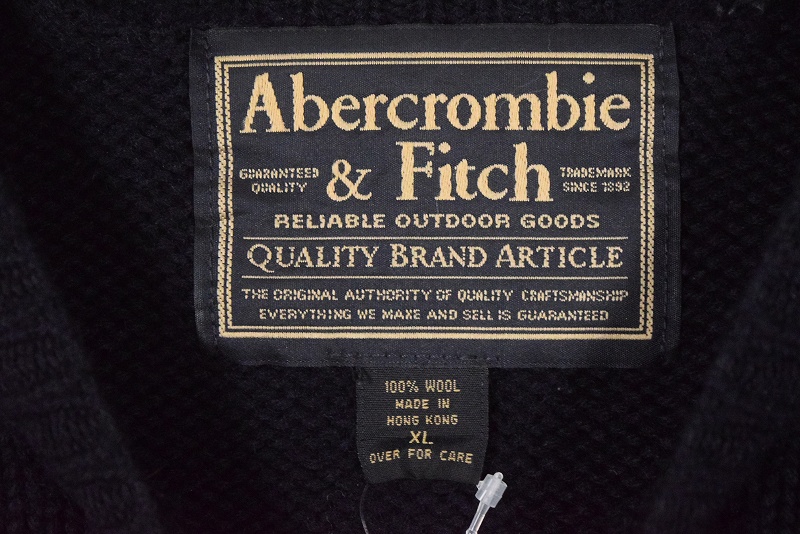 Abercrombie
& Fitch
GUARANTEED
QUALITY
TRADEMARK
SINCE 1892
RELIABLE OUTDOOR GOODS
QUALITY BRAND ARTICLE
THE ORIGINAL AUTHORITY OF QUALITY CRAFTSMANSHIP
EVERYTHING WE MAKE AND SELL IS GUARANTEED
100% WOOL
MADE IN
HONG KONG
XL
OVER FOR CARE